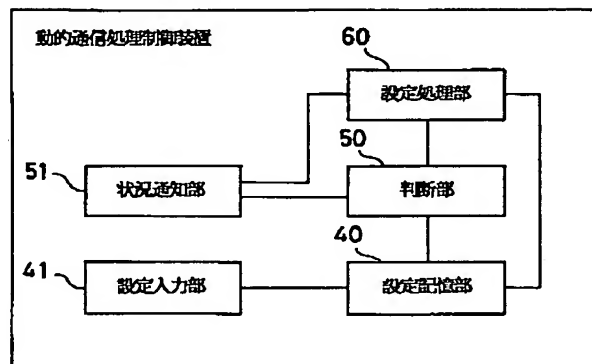 動的通信処理制御装置
60
設定処理部
50
51
状況通知部
判断部
40
41
設定入力部
設定記憶部